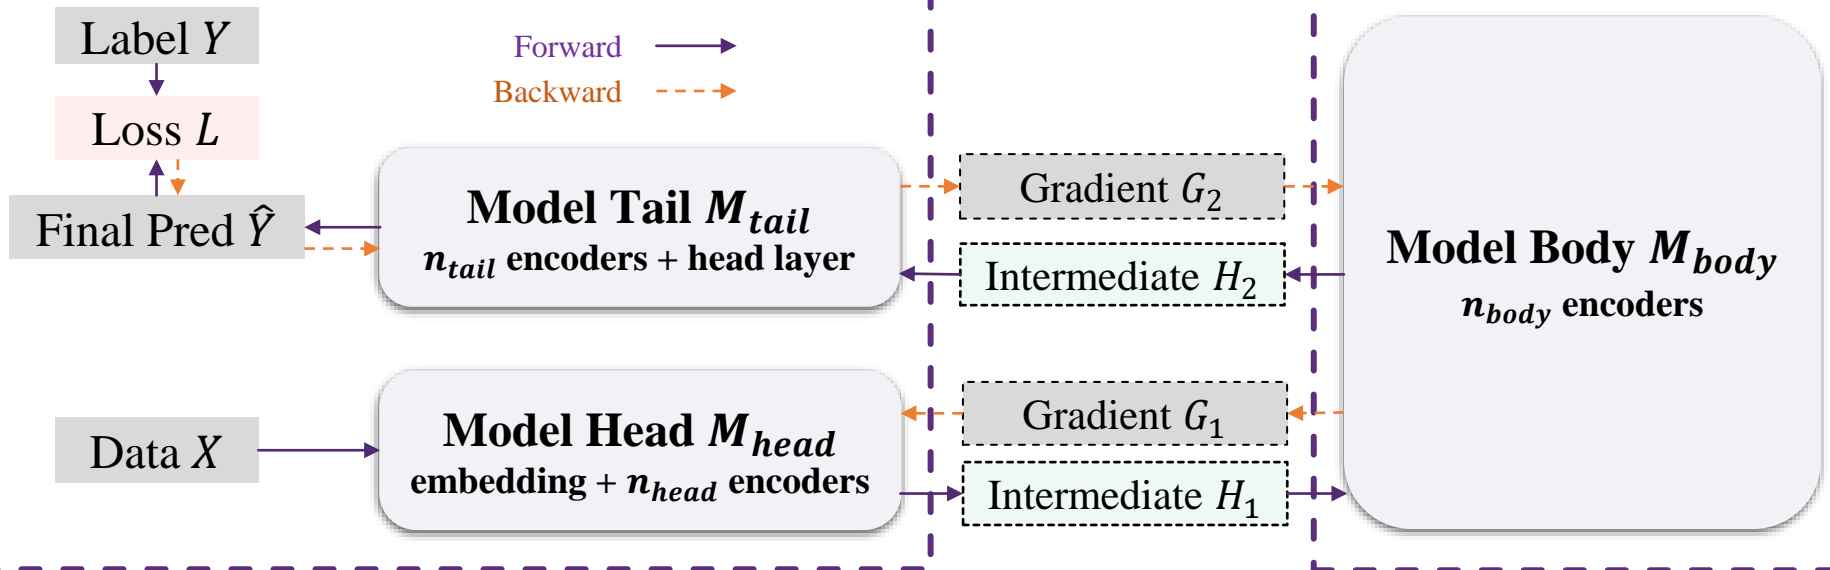 Label Y
Forward
Backward
Loss L
Final Pred Ŷ
Model Tail M_tail
n_tail encoders + head layer
Gradient G_2
Intermediate H_2
Model Body M_body
n_body encoders
Data X
Model Head M_head
embedding + n_head encoders
Gradient G_1
Intermediate H_1